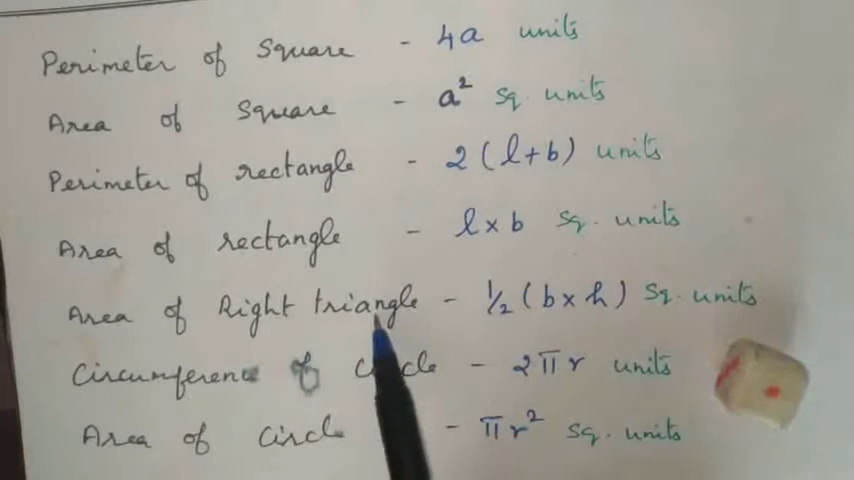 Perimeter of Square - 4a units
Area of Square - a² sq units
Perimeter of rectangle - 2 (l+b) units
Area of rectangle - l × b sq. units
Area of Right triangle - 1/2 (b × h) sq. units
Circumference of circle - 2πr units
Area of circle - πr² sq. units